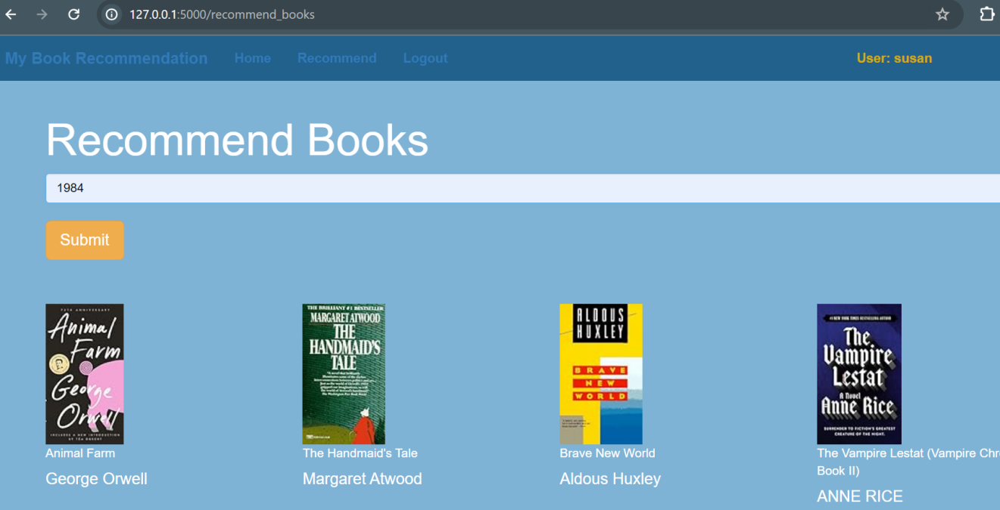 127.0.0.1:5000/recommend_books
My Book Recommendation Home Recommend Logout User: susan
Recommend Books
1984
Submit
75TH ANNIVERSARY
Animal
Farm
George
Orwell
INCLUDES A NEW INTRODUCTION
BY TÉA OBREHT
Animal Farm
George Orwell
THE BRILLIANT #1 BESTSELLER
MARGARET ATWOOD
THE
HANDMAID'S
TALE
The Handmaid's Tale
Margaret Atwood
ALDOUS
HUXLEY
BRAVE
NEW
WORLD
Brave New World
Aldous Huxley
#1 NEW YORK TIMES BESTSELLING AUTHOR
The
Vampire
Lestat
A Novel
Anne Rice
SURRENDER TO FICTION'S GREATEST
CREATURE OF THE NIGHT.
The Vampire Lestat (Vampire Chr
Book II)
ANNE RICE